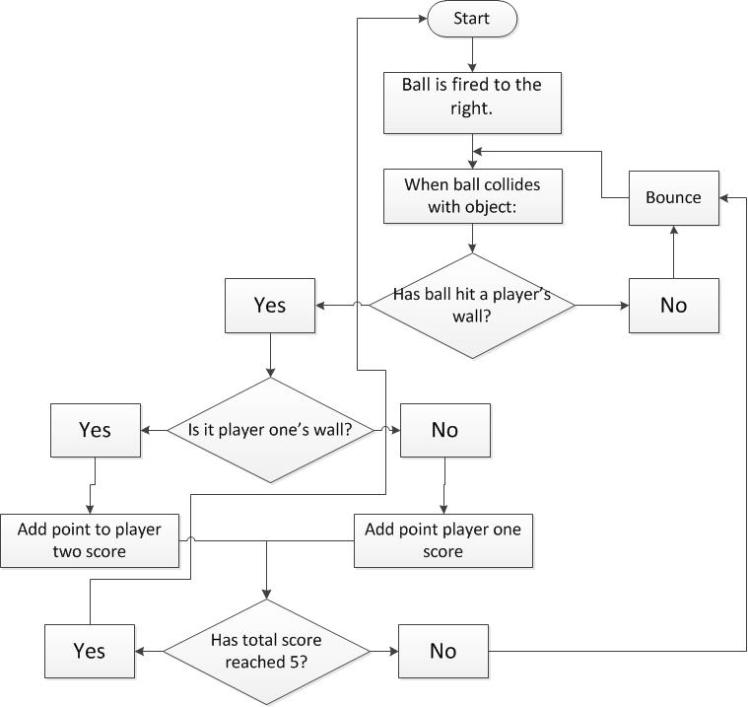 Start
Ball is fired to the
right.
When ball collides
with object:
Bounce
Has ball hit a player's
wall?
Yes
No
Is it player one's wall?
Yes
No
Add point to player
two score
Add point player one
score
Has total score
reached 5?
Yes
No